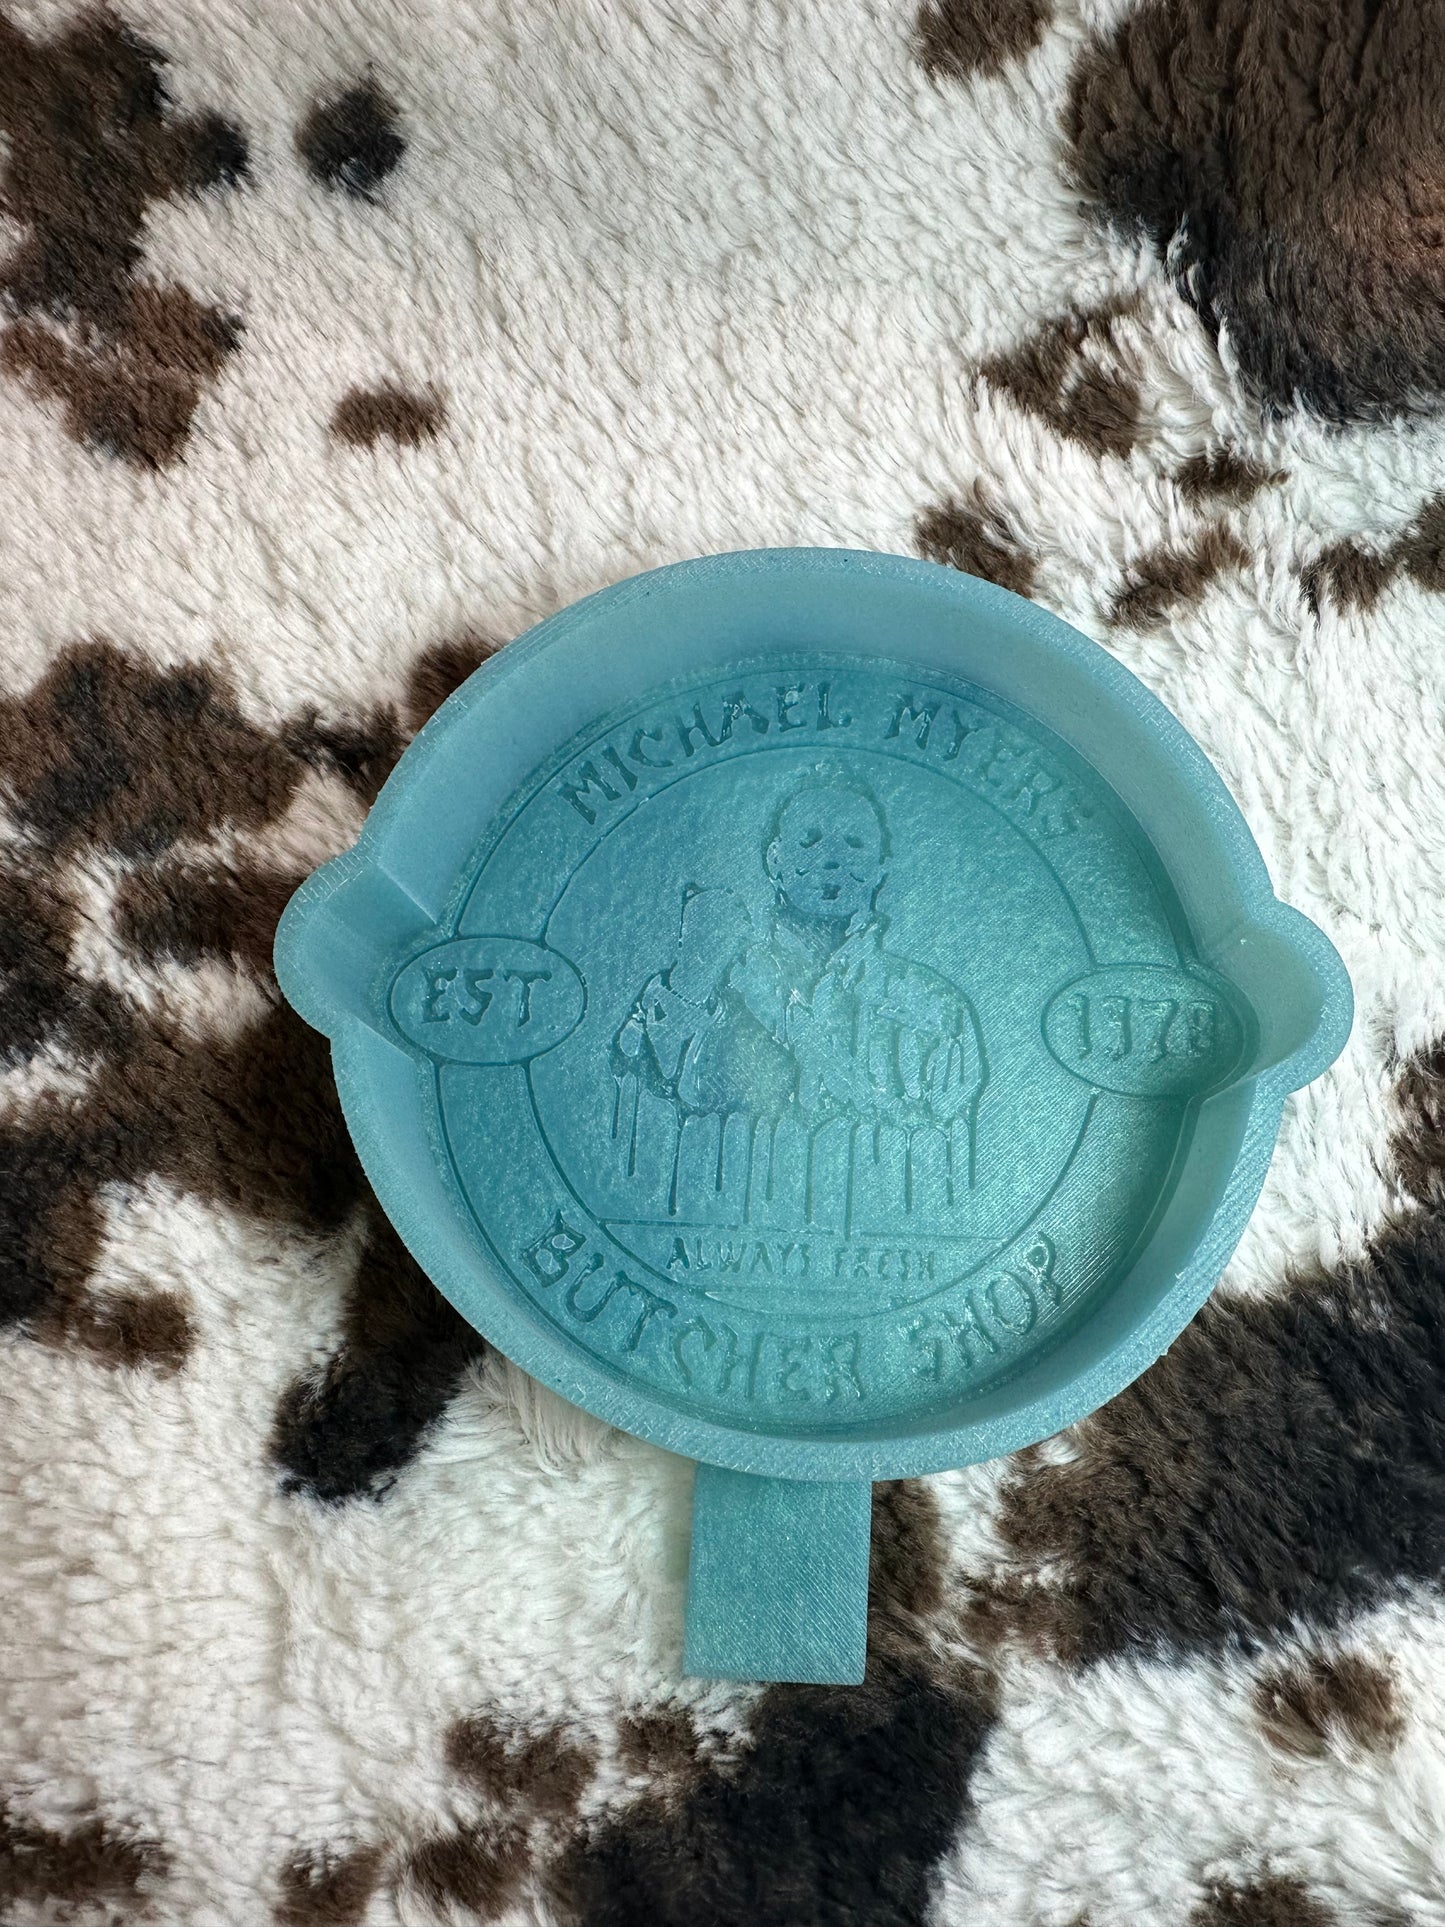 MICHAEL MYERS
EST
1978
ALWAYS FRESH
BUTCHER SHOP